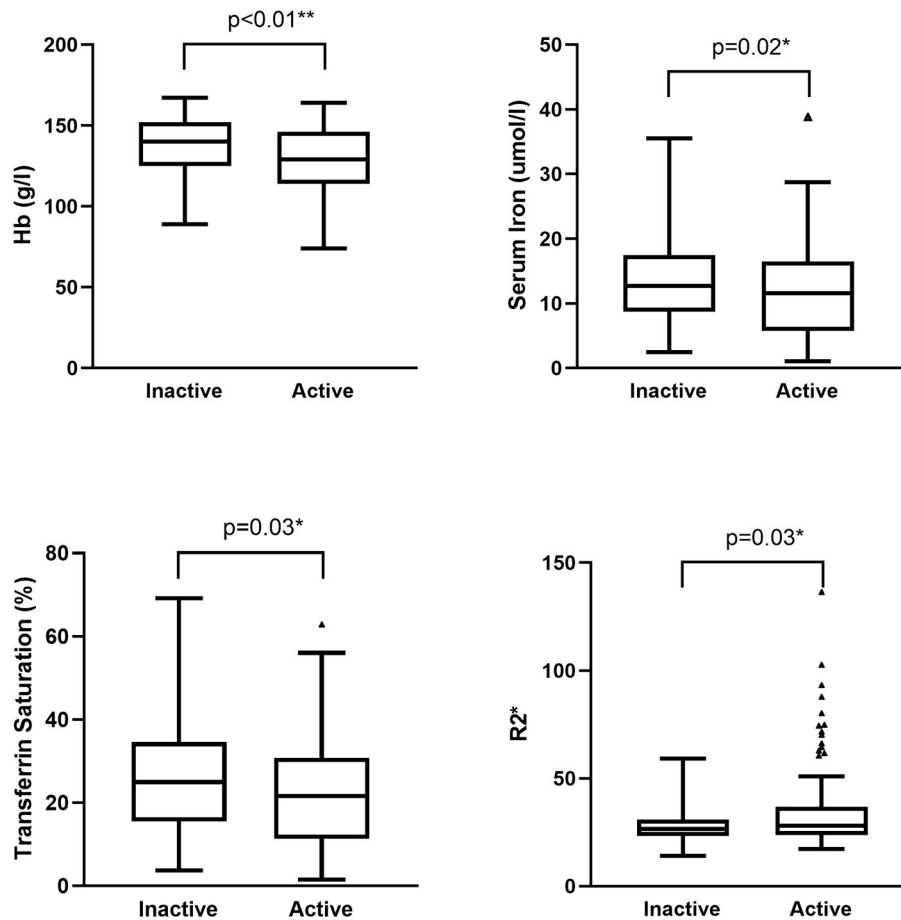 p<0.01**
200
150
100
50
0
Hb (g/l)
Inactive Active
p=0.02*
50
40
30
20
10
0
Serum Iron (umol/l)
Inactive Active
p=0.03*
80
60
40
20
0
Transferrin Saturation (%)
Inactive Active
p=0.03*
150
100
50
0
R2*
Inactive Active